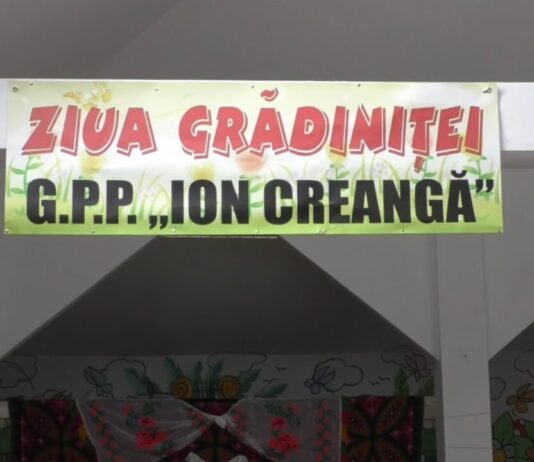 ZIUA GRĂDINIȚEI
G.P.P. „ION CREANGĂ”